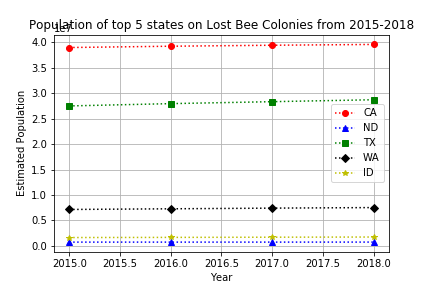 Population of top 5 states on Lost Bee Colonies from 2015-2018
1e7
4.0
3.5
3.0
2.5
2.0
1.5
1.0
0.5
0.0
Estimated Population
CA
ND
TX
WA
ID
2015.0 2015.5 2016.0 2016.5 2017.0 2017.5 2018.0
Year